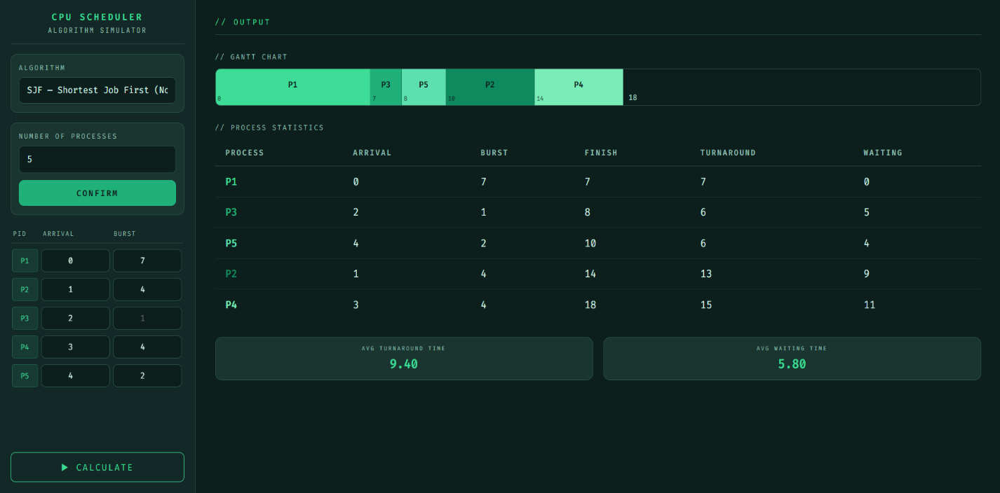 CPU SCHEDULER
ALGORITHM SIMULATOR
ALGORITHM
SJF — Shortest Job First (Nc
NUMBER OF PROCESSES
5
CONFIRM
PID ARRIVAL BURST
P1 0 7
P2 1 4
P3 2 1
P4 3 4
P5 4 2
▶ CALCULATE
// OUTPUT
// GANTT CHART
P1 P3 P5 P2 P4
0 7 8 10 14 18
// PROCESS STATISTICS
PROCESS ARRIVAL BURST FINISH TURNAROUND WAITING
P1 0 7 7 7 0
P3 2 1 8 6 5
P5 4 2 10 6 4
P2 1 4 14 13 9
P4 3 4 18 15 11
AVG TURNAROUND TIME
9.40
AVG WAITING TIME
5.80